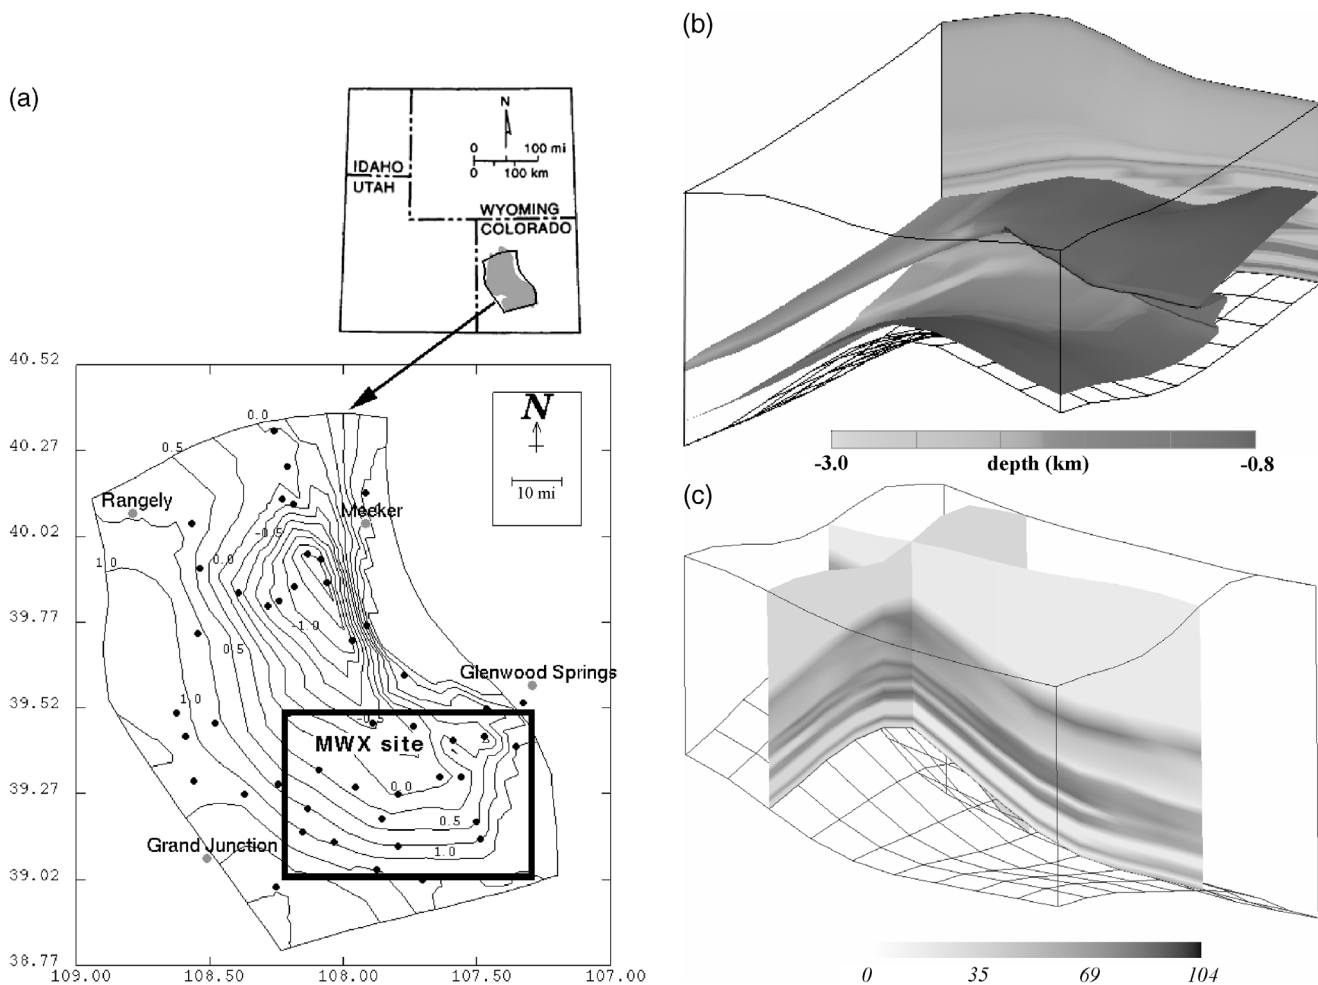 (a)
N
0 100 mi
0 100 km
IDAHO
UTAH
WYOMING
COLORADO
40.52
40.27
40.02
39.77
39.52
39.27
39.02
38.77
109.00 108.50 108.00 107.50 107.00
N
10 mi
0.0
0.5
Rangely
Meeker
-0.5
0.0
1.0
-1.0
0.5
Glenwood Springs
1.0
-0.5
MWX site
0.0
0.5
1.0
Grand Junction
(b)
-3.0 depth (km) -0.8
(c)
0 35 69 104